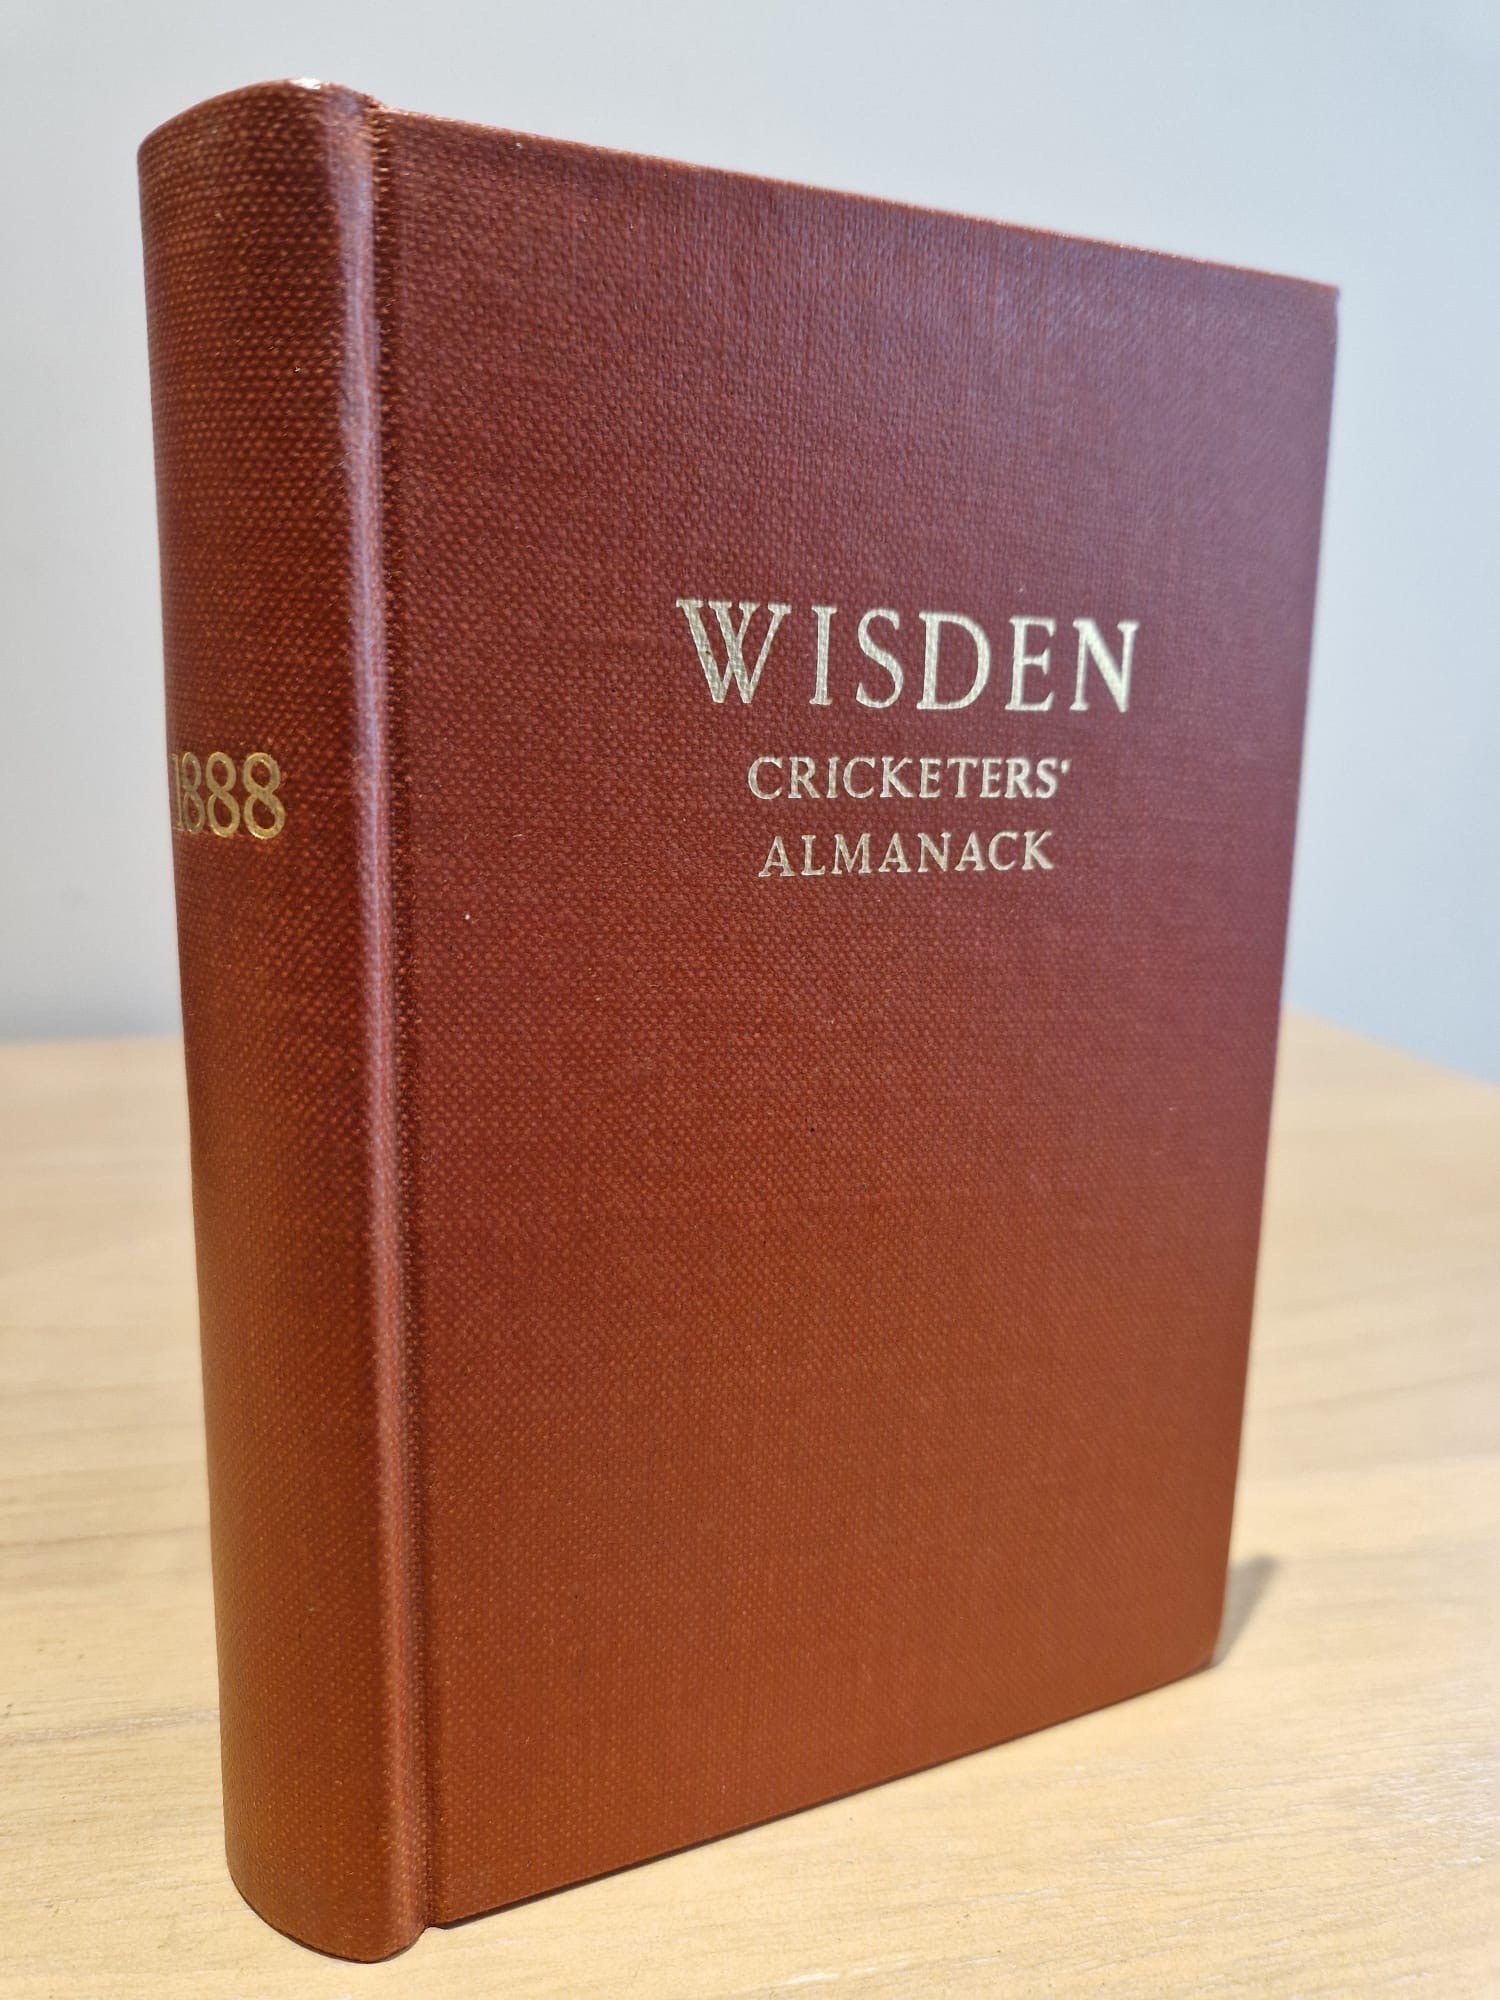 1888
WISDEN
CRICKETERS'
ALMANACK